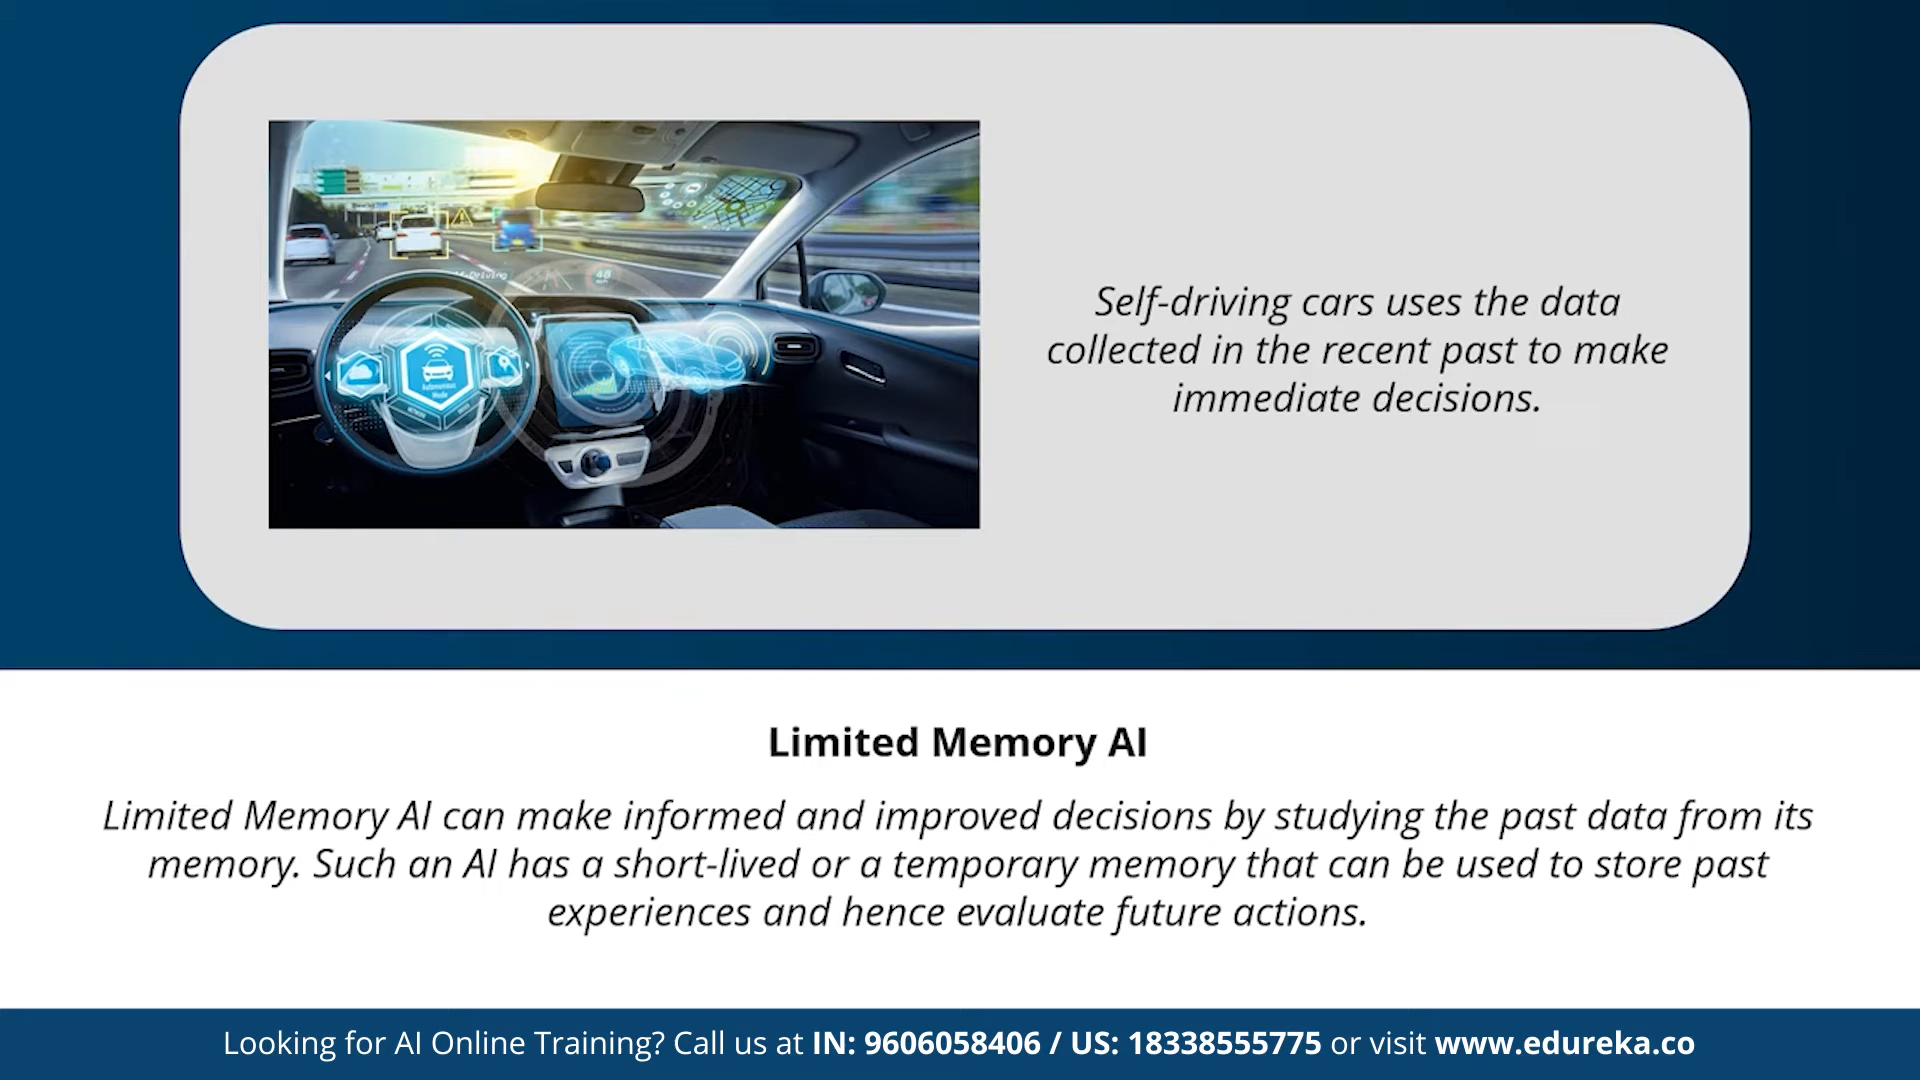 Self-driving cars uses the data
collected in the recent past to make
immediate decisions.
Limited Memory AI
Limited Memory AI can make informed and improved decisions by studying the past data from its
memory. Such an AI has a short-lived or a temporary memory that can be used to store past
experiences and hence evaluate future actions.
Looking for AI Online Training? Call us at IN: 9606058406 / US: 18338555775 or visit www.edureka.co